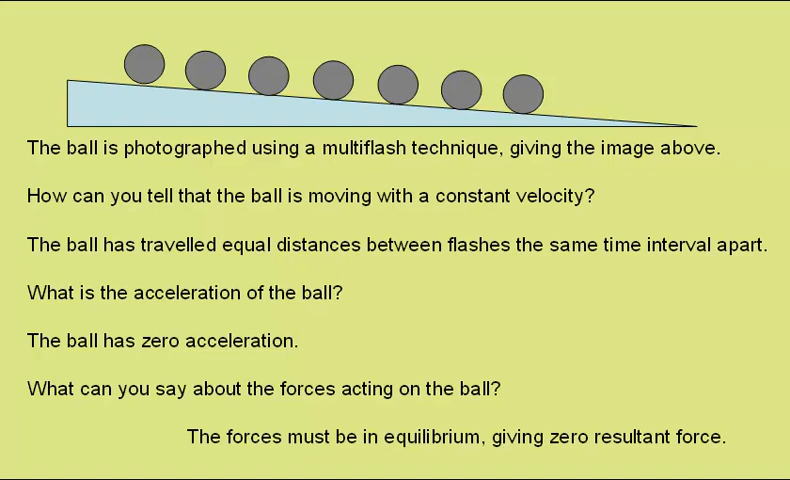 The ball is photographed using a multiflash technique, giving the image above.
How can you tell that the ball is moving with a constant velocity?
The ball has travelled equal distances between flashes the same time interval apart.
What is the acceleration of the ball?
The ball has zero acceleration.
What can you say about the forces acting on the ball?
The forces must be in equilibrium, giving zero resultant force.